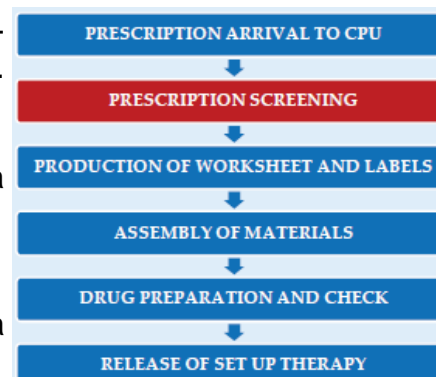 PRESCRIPTION ARRIVAL TO CPU
PRESCRIPTION SCREENING
PRODUCTION OF WORKSHEET AND LABELS
ASSEMBLY OF MATERIALS
DRUG PREPARATION AND CHECK
RELEASE OF SET UP THERAPY